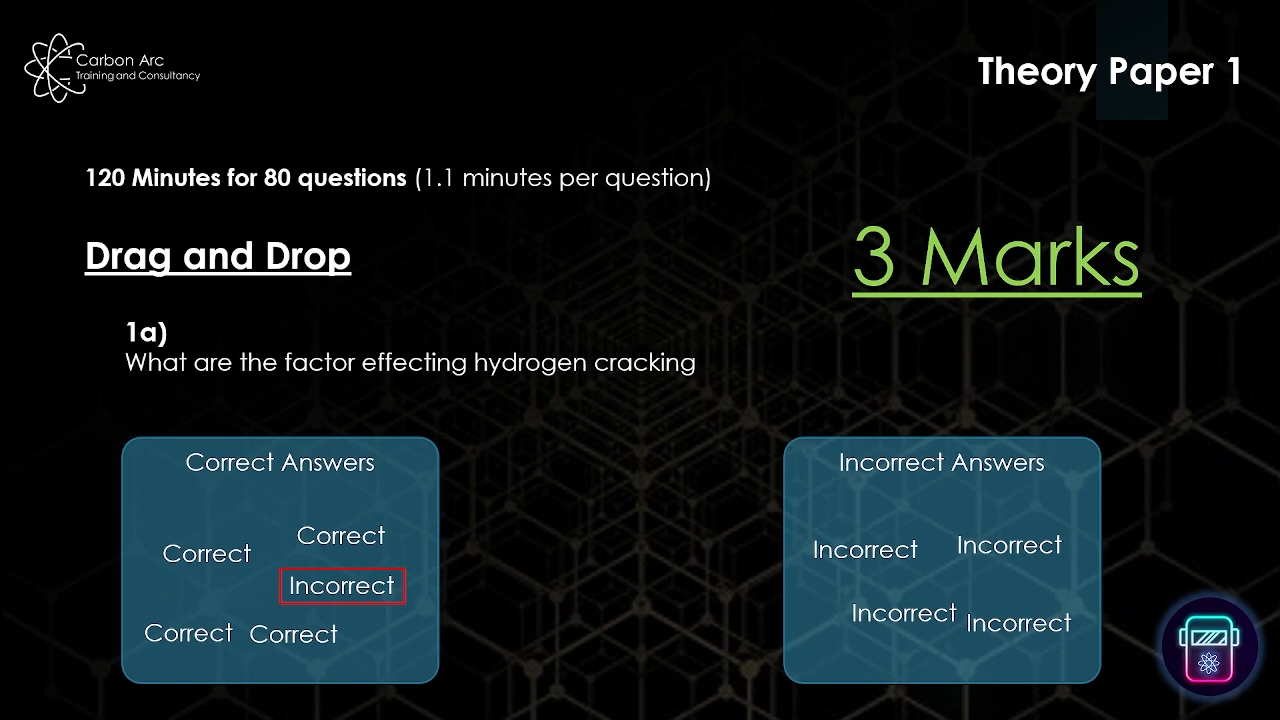 Carbon Arc
Training and Consultancy
Theory Paper 1
120 Minutes for 80 questions (1.1 minutes per question)
Drag and Drop
3 Marks
1a)
What are the factor effecting hydrogen cracking
Correct Answers
Correct
Correct
Incorrect
Correct
Correct
Incorrect Answers
Incorrect
Incorrect
Incorrect
Incorrect